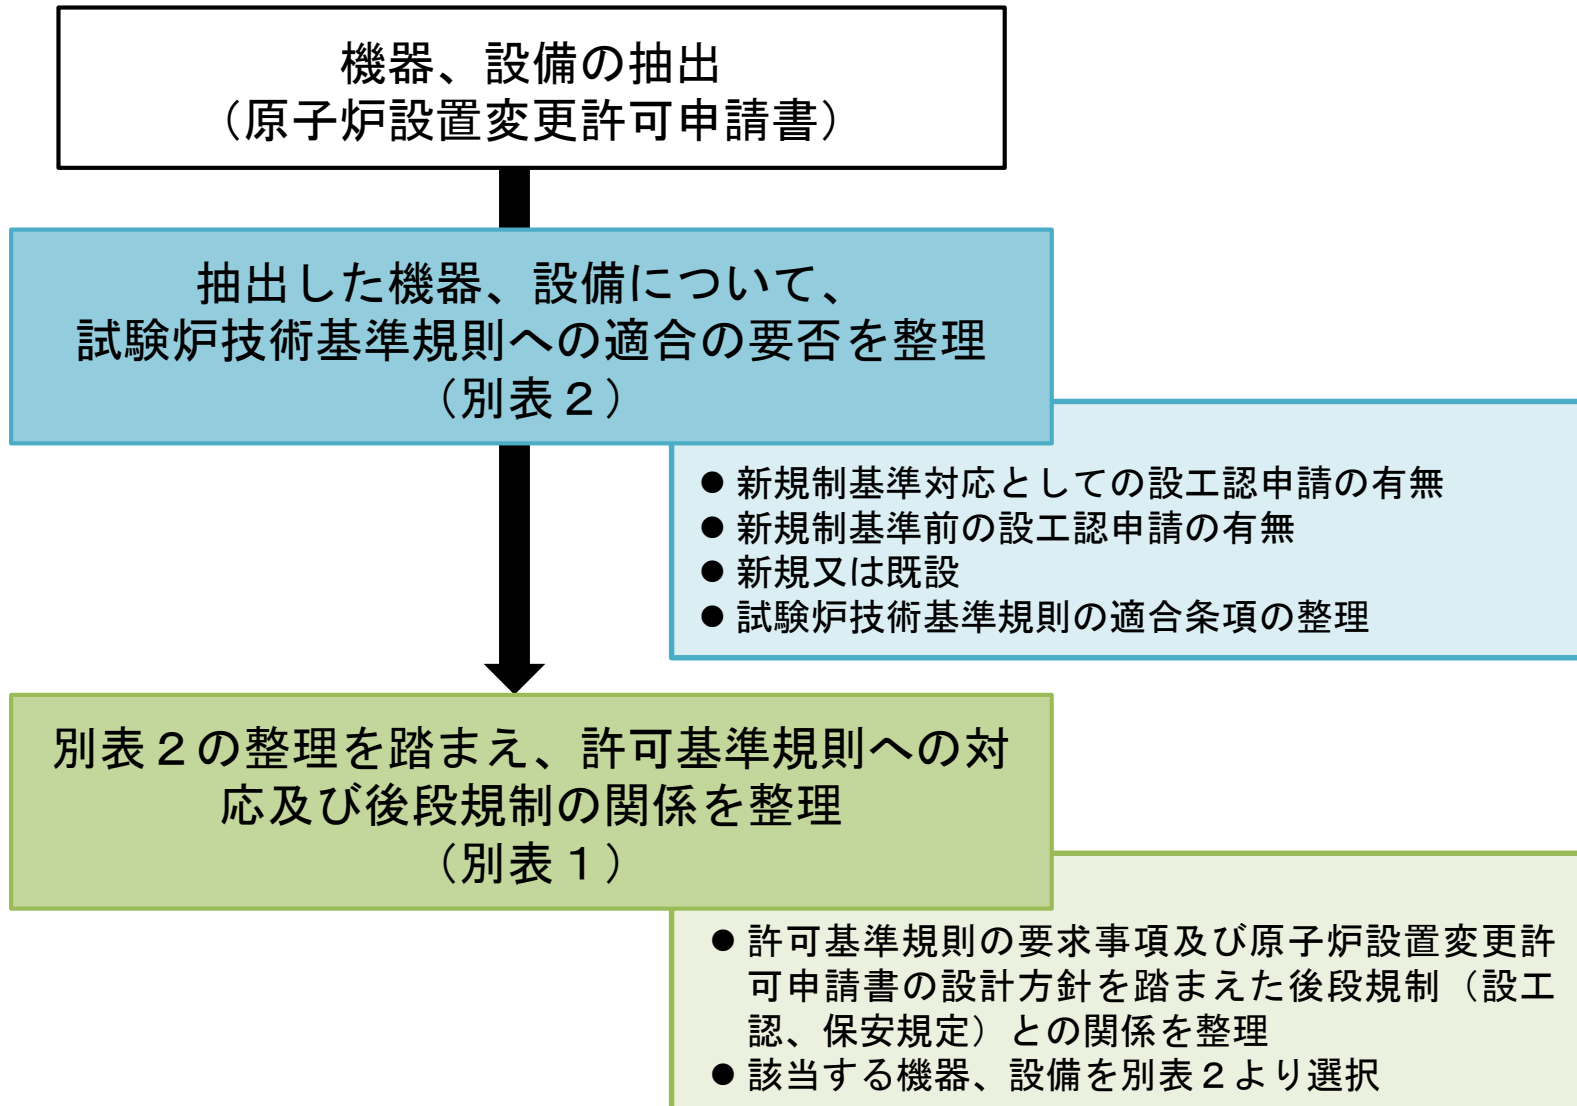 機器、設備の抽出
（原子炉設置変更許可申請書）
抽出した機器、設備について、
試験炉技術基準規則への適合の要否を整理
（別表２）
● 新規制基準対応としての設工認申請の有無
● 新規制基準前の設工認申請の有無
● 新規又は既設
● 試験炉技術基準規則の適合条項の整理
別表２の整理を踏まえ、許可基準規則への対
応及び後段規制の関係を整理
（別表１）
● 許可基準規則の要求事項及び原子炉設置変更許
可申請書の設計方針を踏まえた後段規制（設工
認、保安規定）との関係を整理
● 該当する機器、設備を別表２より選択